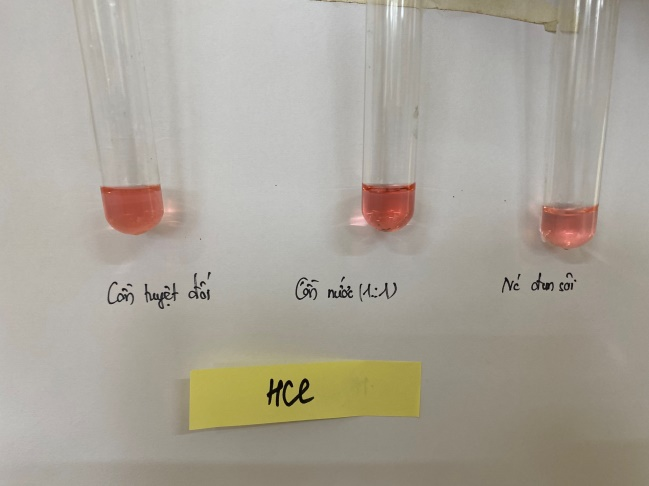 Cồn tuyệt đối
Cồn nước (1:1)
Nc đun sôi
HCl